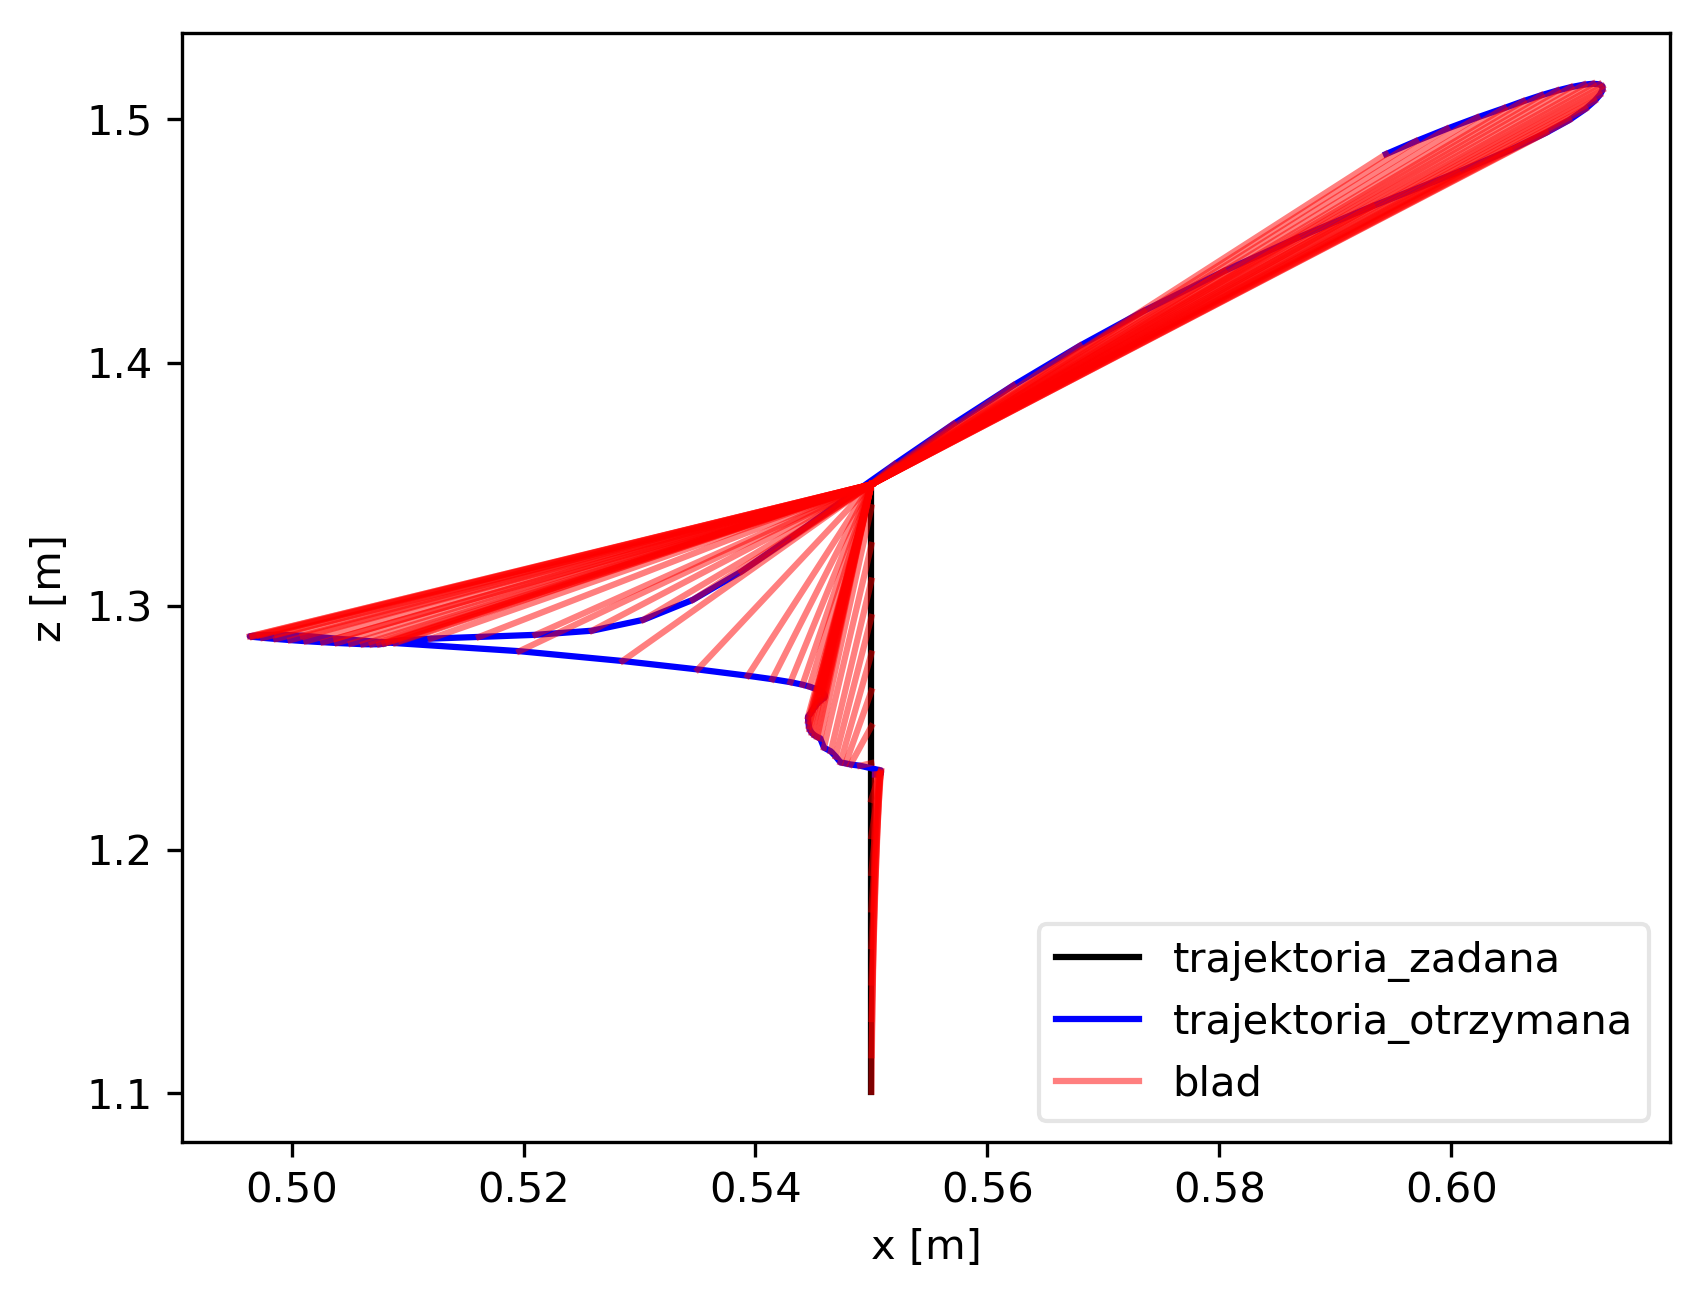 1.5
1.4
1.3
1.2
1.1
z [m]
0.50 0.52 0.54 0.56 0.58 0.60
x [m]
trajektoria_zadana
trajektoria_otrzymana
blad